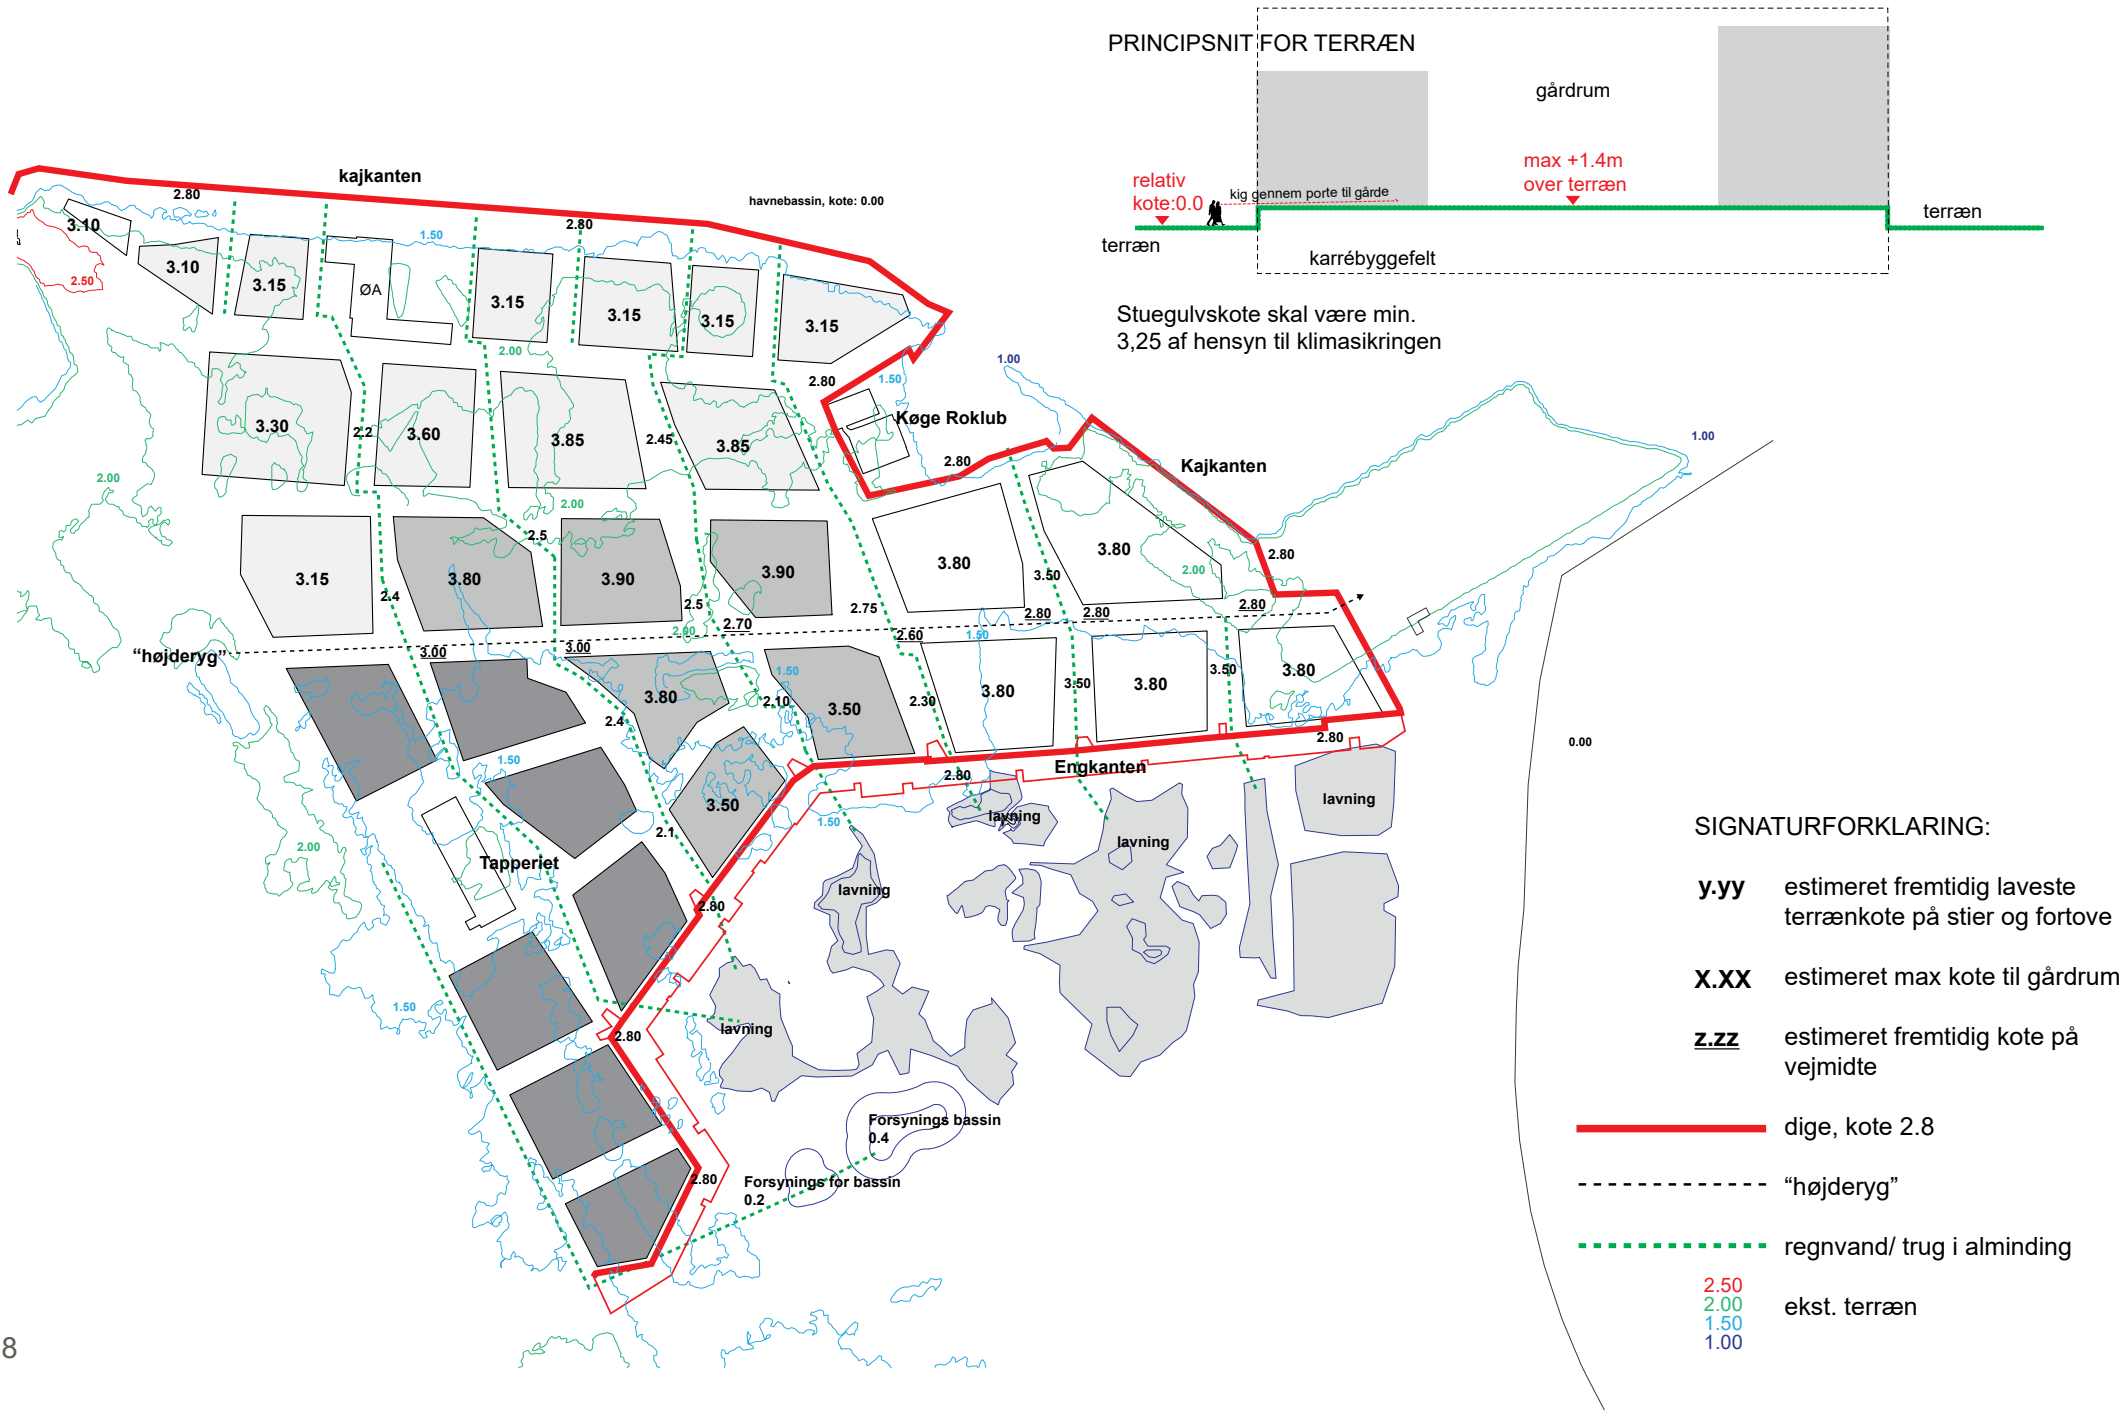 PRINCIPSNIT FOR TERRÆN
gårdrum
max +1.4m
over terræn
relativ
kote:0.0
kig gennem porte til gårde
terræn
terræn
karrébyggefelt
Stuegulvskote skal være min.
3,25 af hensyn til klimasikringen
kajkanten
2.80
havnebassin, kote: 0.00
2.80
3.10
1.50
3.10
2.50
3.15
ØA
3.15
3.15
3.15
3.15
2.00
1.00
2.80
1.50
Køge Roklub
3.30
2.2
3.60
3.85
2.45
3.85
2.80
Kajkanten
1.00
2.00
2.00
2.5
3.15
2.4
3.80
3.90
2.5
3.90
2.75
3.80
3.50
3.80
2.00
2.80
2.80
2.80
2.80
2.70
2.00
2.60
1.50
"højderyg"
3.00
3.00
3.80
1.50
2.10
3.50
2.30
3.80
3.50
3.80
3.50
3.80
2.4
2.80
0.00
1.50
2.80
Engkanten
3.50
1.50
2.1
lavning
lavning
lavning
2.00
Tapperiet
lavning
2.80
1.50
lavning
2.80
Forsynings bassin
0.4
2.80
Forsynings for bassin
0.2
SIGNATURFORKLARING:
y.yy estimeret fremtidig laveste
terrænkote på stier og fortove
X.XX estimeret max kote til gårdrum
z.zz estimeret fremtidig kote på
vejmidte
dige, kote 2.8
"højderyg"
regnvand/ trug i alminding
2.50
2.00
ekst. terræn
1.50
1.00
8